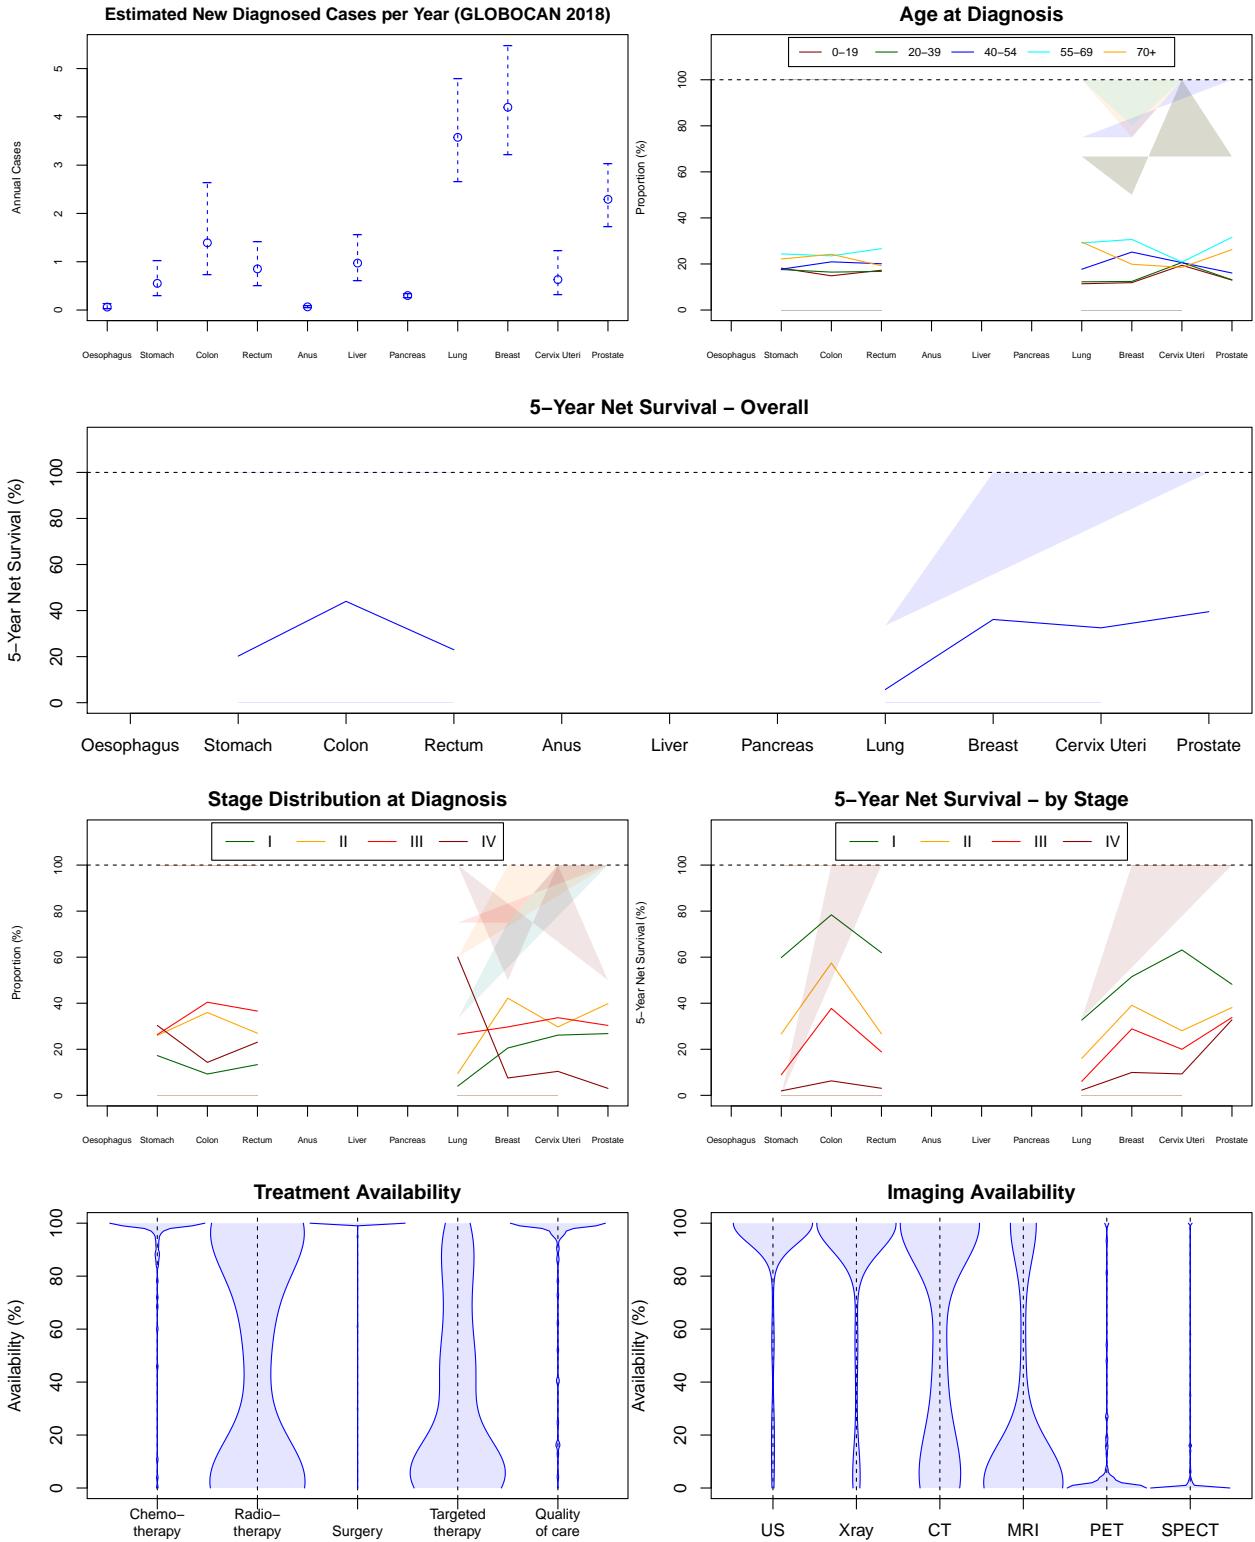 Estimated New Diagnosed Cases per Year (GLOBOCAN 2018)
Annual Cases
0 1 2 3 4 5
Oesophagus Stomach Colon Rectum Anus Liver Pancreas Lung Breast Cervix Uteri Prostate
Age at Diagnosis
0−19 20−39 40−54 55−69 70+
Proportion (%)
0 20 40 60 80 100
Oesophagus Stomach Colon Rectum Anus Liver Pancreas Lung Breast Cervix Uteri Prostate
5−Year Net Survival − Overall
5−Year Net Survival (%)
0 20 40 60 80 100
Oesophagus Stomach Colon Rectum Anus Liver Pancreas Lung Breast Cervix Uteri Prostate
Stage Distribution at Diagnosis
I II III IV
Proportion (%)
0 20 40 60 80 100
Oesophagus Stomach Colon Rectum Anus Liver Pancreas Lung Breast Cervix Uteri Prostate
5−Year Net Survival − by Stage
I II III IV
5−Year Net Survival (%)
0 20 40 60 80 100
Oesophagus Stomach Colon Rectum Anus Liver Pancreas Lung Breast Cervix Uteri Prostate
Treatment Availability
Availability (%)
0 20 40 60 80 100
Chemo− Radio− Targeted Quality
therapy therapy Surgery therapy of care
Imaging Availability
Availability (%)
0 20 40 60 80 100
US Xray CT MRI PET SPECT